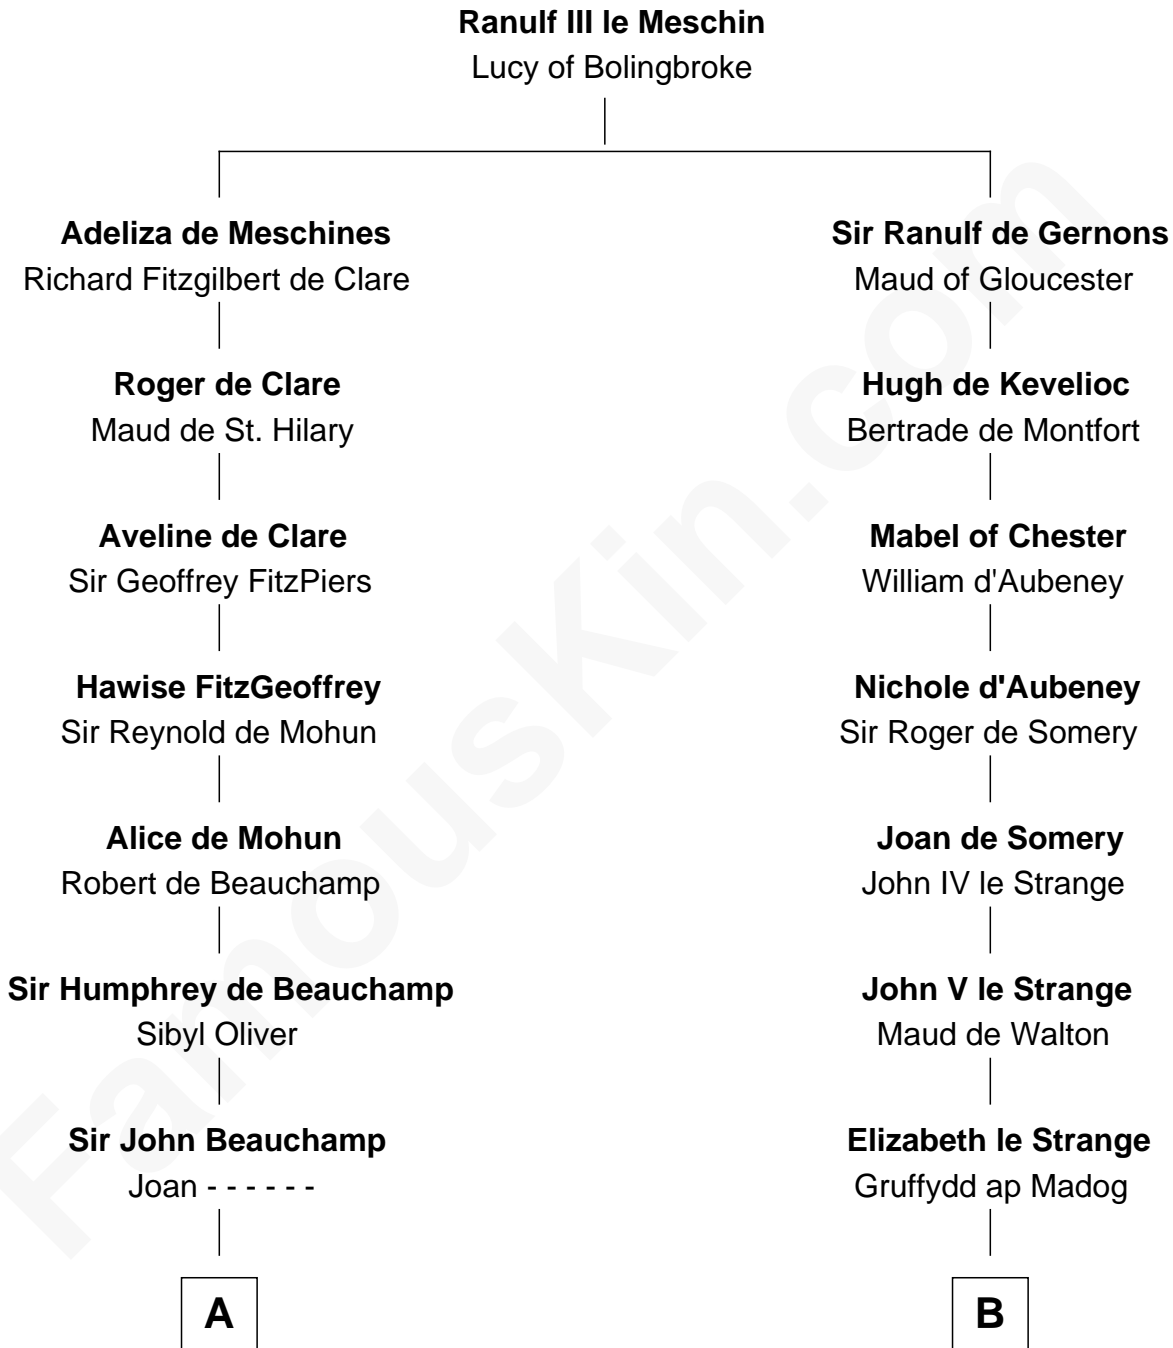 Ranulf III le Meschin
Lucy of Bolingbroke
Adeliza de Meschines
Richard Fitzgilbert de Clare
Sir Ranulf de Gernons
Maud of Gloucester
Roger de Clare
Maud de St. Hilary
Hugh de Kevelioc
Bertrade de Montfort
Aveline de Clare
Sir Geoffrey FitzPiers
Mabel of Chester
William d'Aubeney
Hawise FitzGeoffrey
Sir Reynold de Mohun
Nichole d'Aubeney
Sir Roger de Somery
Alice de Mohun
Robert de Beauchamp
Joan de Somery
John IV le Strange
Sir Humphrey de Beauchamp
Sibyl Oliver
John V le Strange
Maud de Walton
Sir John Beauchamp
Joan - - - - - -
Elizabeth le Strange
Gruffydd ap Madog
A
B
FamousKin.com